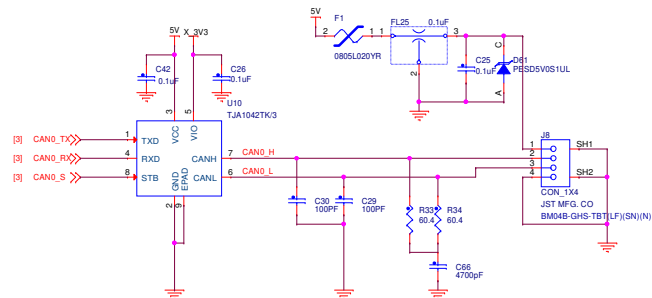 5V
F1
2
1
0805L020YR
FL25
0.1uF
1
3
2
C25
0.1uF
C
D61
PESD5V0S1UL
A
5V
X_3V3
C42
0.1uF
C26
0.1uF
U10
TJA1042TK/3
3
5
VCC
VIO
[3] CAN0_TX
1
TXD
[3] CAN0_RX
4
RXD
[3] CAN0_S
8
STB
GND
EPAD
2
9
CANH
7
CAN0_H
CANL
6
CAN0_L
C30
100PF
C29
100PF
R33
60.4
R34
60.4
C66
4700pF
J8
1
2
3
4
SH1
SH2
CON_1X4
JST MFG. CO
BM04B-GHS-TBT(LF)(SN)(N)